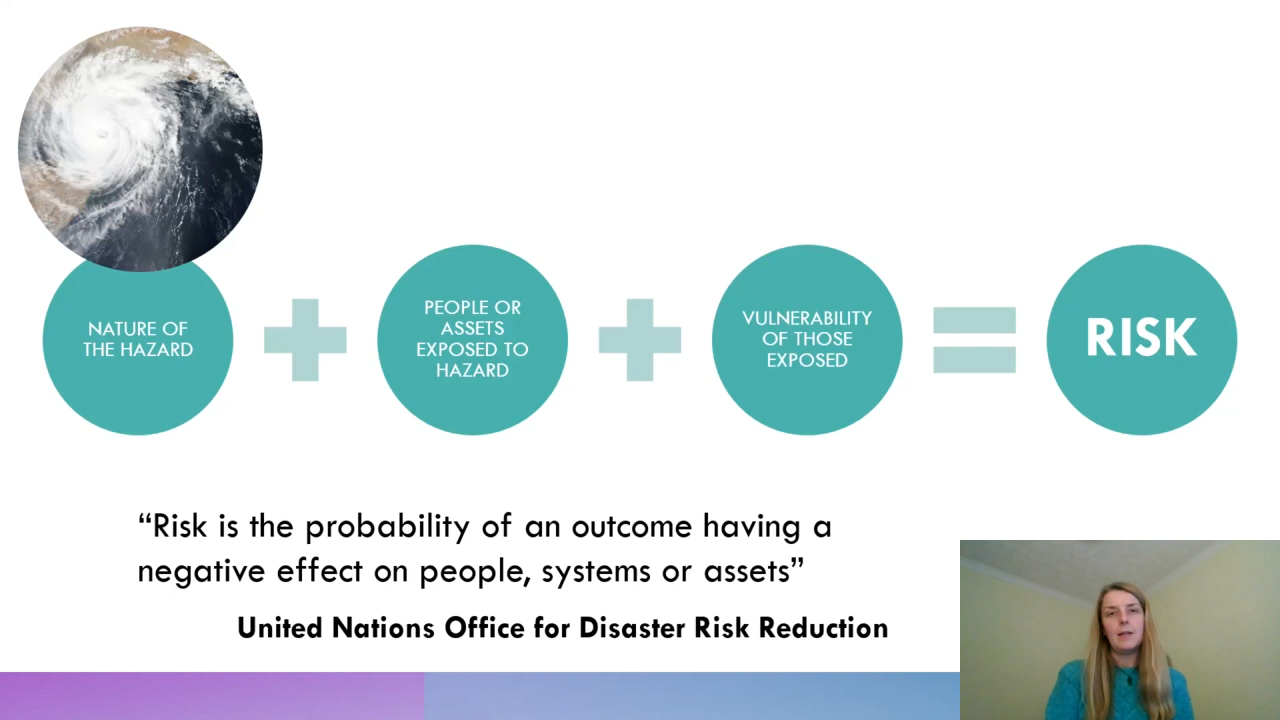 NATURE OF
THE HAZARD
PEOPLE OR
ASSETS
EXPOSED TO
HAZARD
VULNERABILITY
OF THOSE
EXPOSED
RISK
“Risk is the probability of an outcome having a
negative effect on people, systems or assets”
United Nations Office for Disaster Risk Reduction